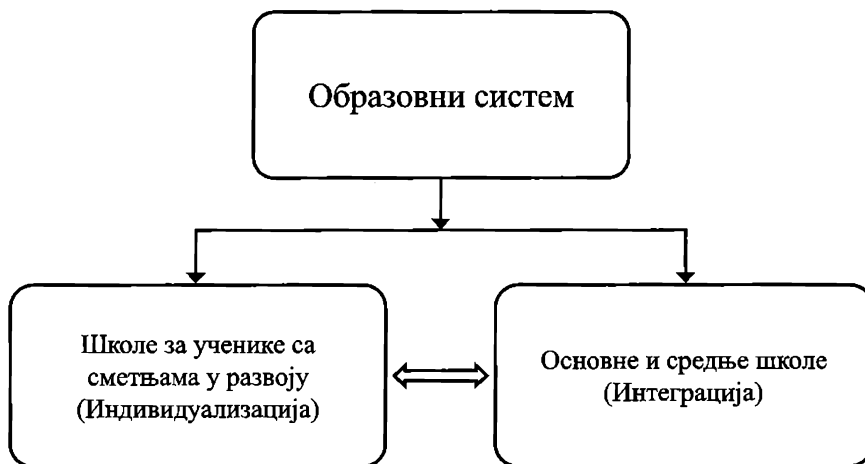 Образовни систем
Школе за ученике са
сметњама у развоју
(Индивидуализација)
Основне и средње школе
(Интеграција)